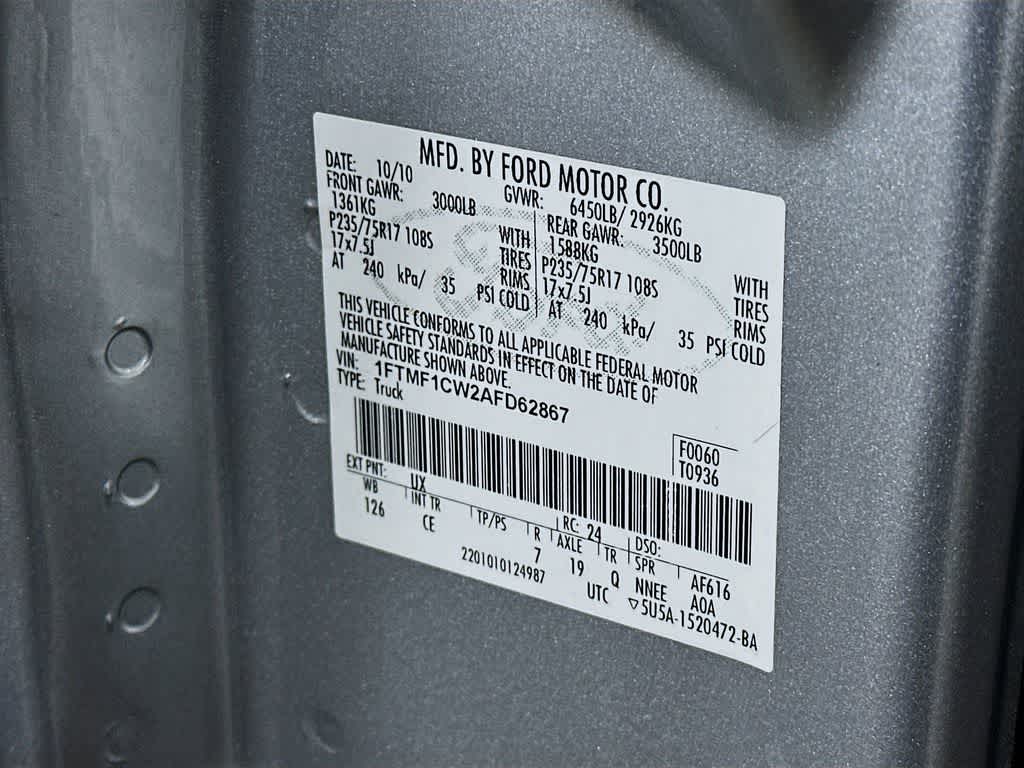 MFD. BY FORD MOTOR CO.
DATE: 10/10 GVWR: 6450LB/ 2926KG
FRONT GAWR: 3000LB REAR GAWR: 3500LB
1361KG WITH 1588KG WITH
P235/75R17 108S TIRES P235/75R17 108S TIRES
17x7.5J RIMS 17x7.5J RIMS
AT 240 kPa/ 35 PSI COLD AT 240 kPa/ 35 PSI COLD
THIS VEHICLE CONFORMS TO ALL APPLICABLE FEDERAL MOTOR
VEHICLE SAFETY STANDARDS IN EFFECT ON THE DATE OF
MANUFACTURE SHOWN ABOVE.
VIN: 1FTMF1CW2AFD62867
TYPE: Truck
F0060
T0936
EXT PNT: UX RC: 24 DSO:
WB INT TR TP/PS R AXLE TR SPR AF616
126 CE 7 19 Q NNEE A0A
2201010124987 UTC ▽5U5A-1520472-BA